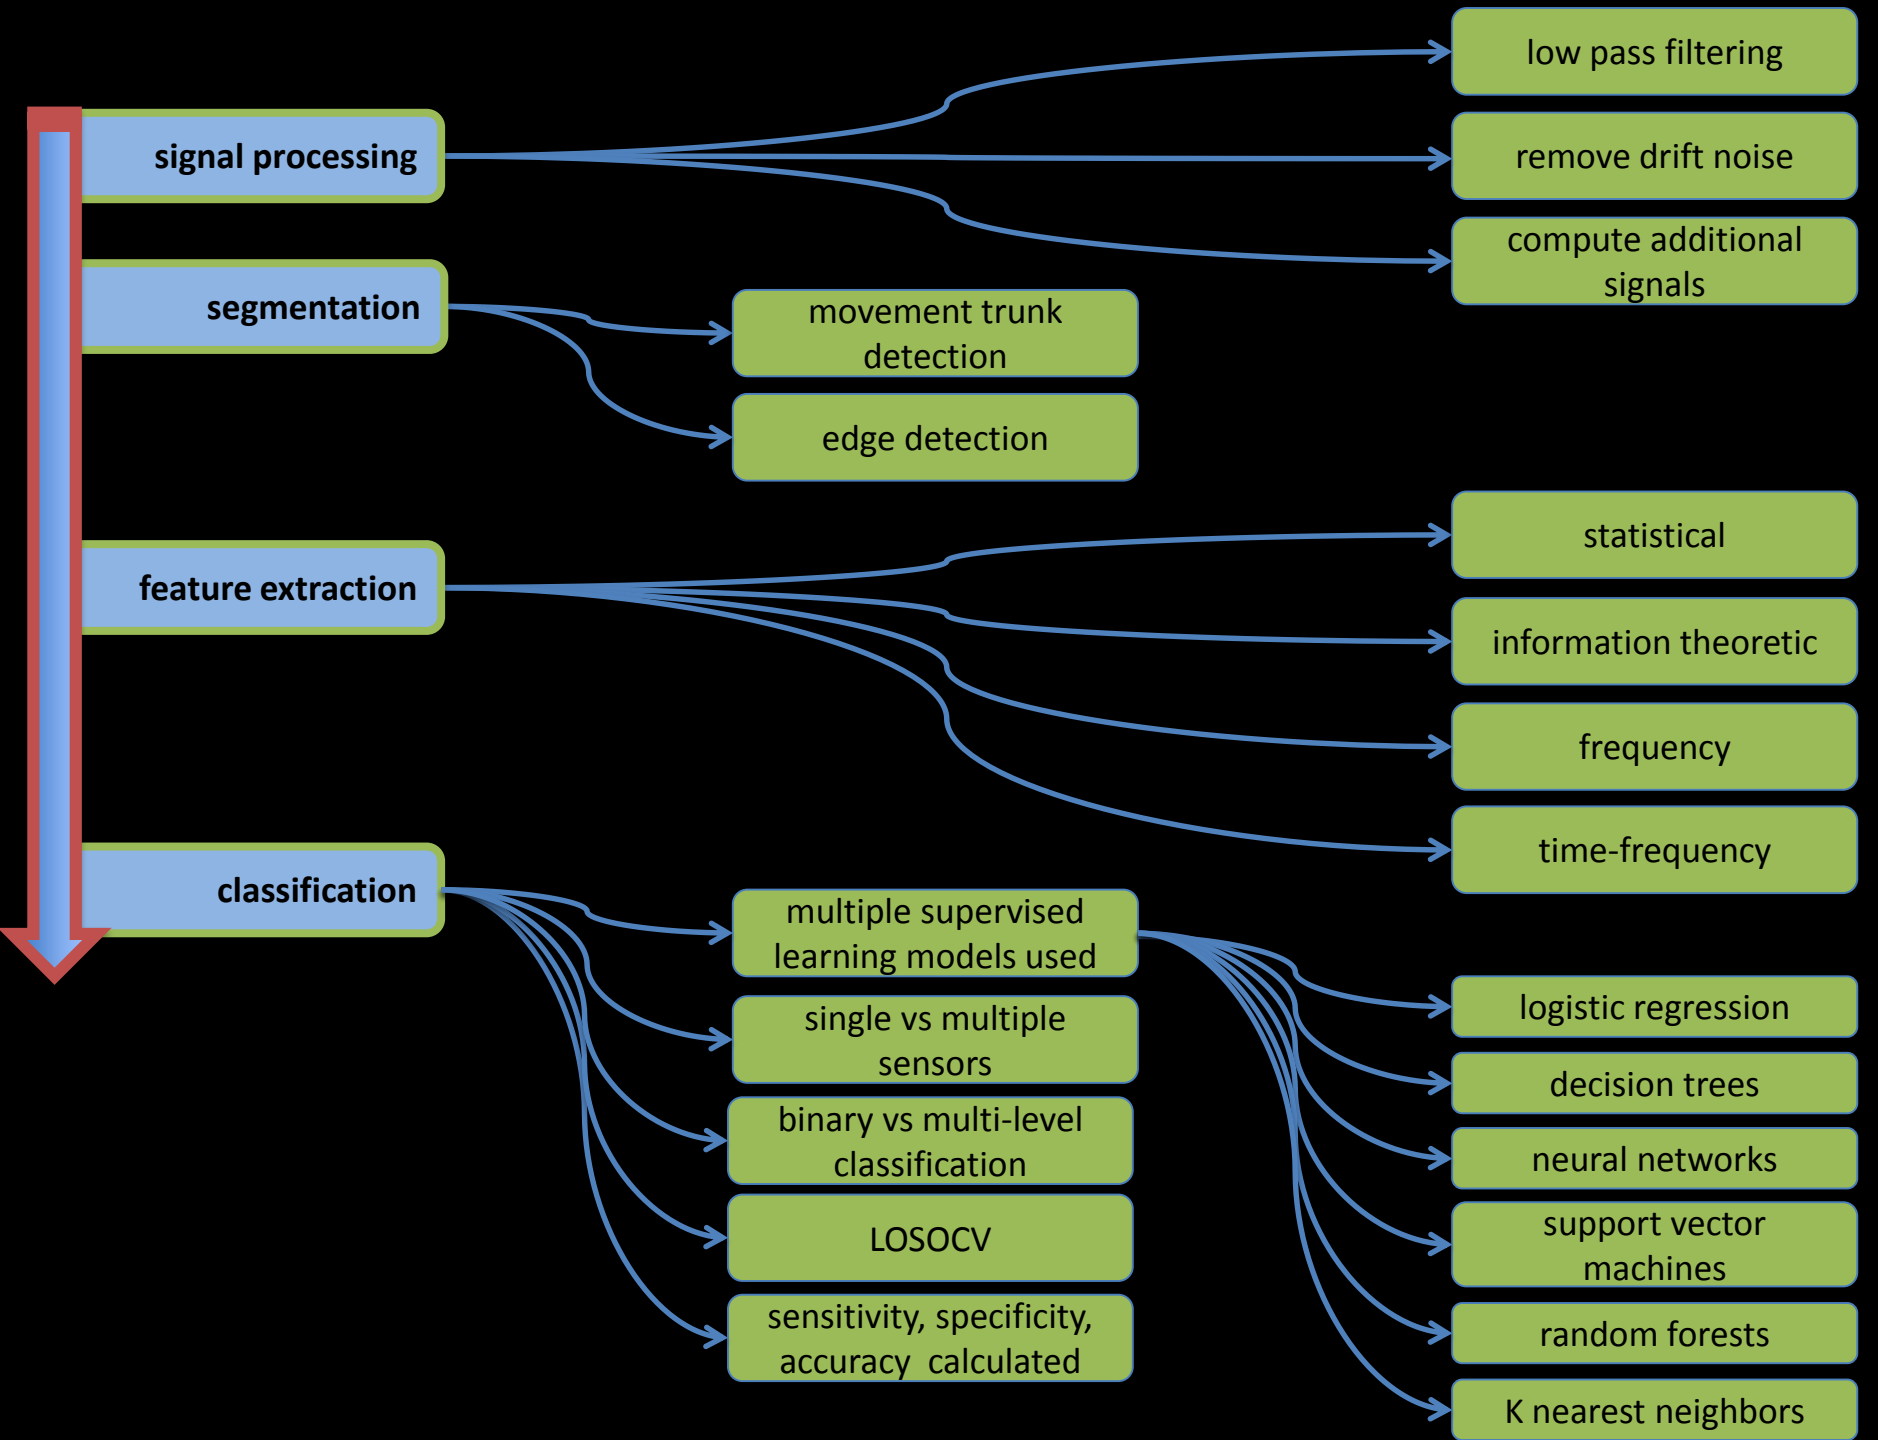 signal processing
low pass filtering
remove drift noise
compute additional
signals
segmentation
movement trunk
detection
edge detection
feature extraction
statistical
information theoretic
frequency
time-frequency
classification
multiple supervised
learning models used
single vs multiple
sensors
binary vs multi-level
classification
LOSOCV
sensitivity, specificity,
accuracy  calculated
logistic regression
decision trees
neural networks
support vector
machines
random forests
K nearest neighbors